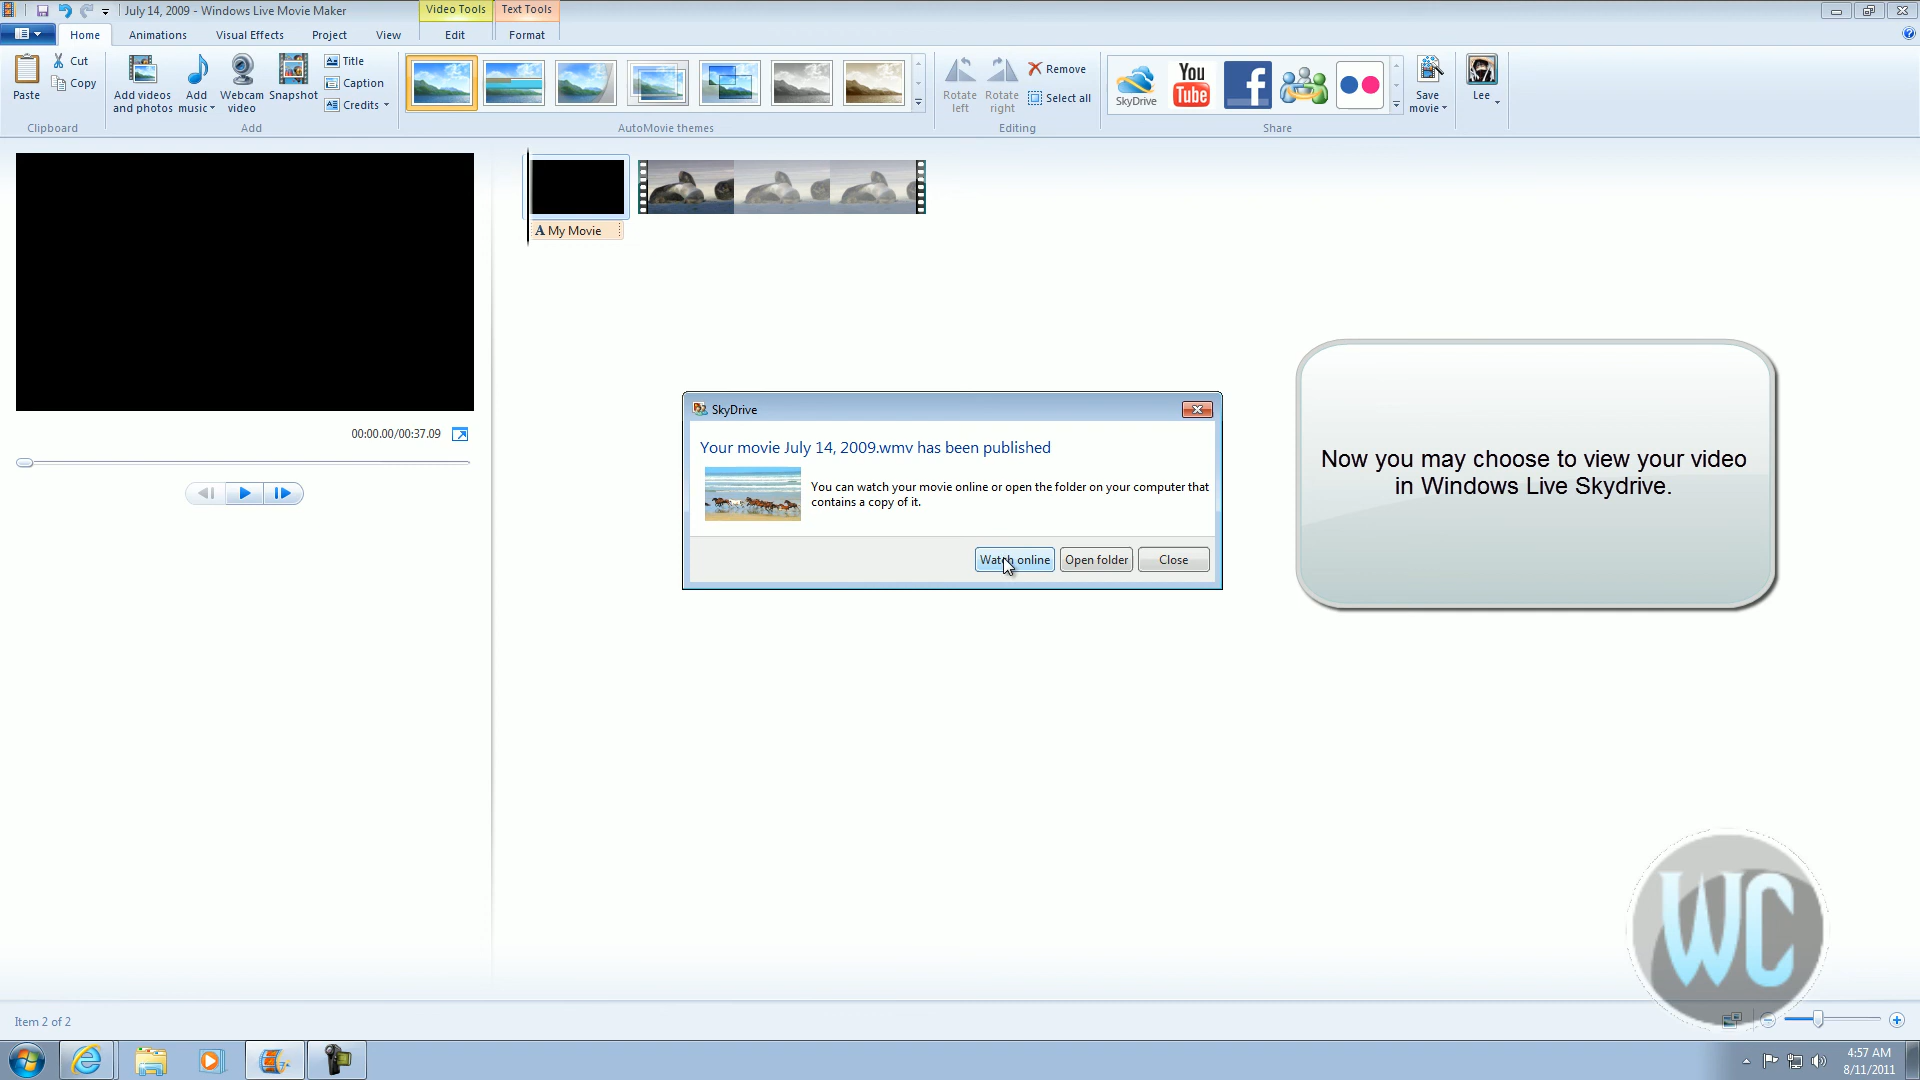 July 14, 2009 - Windows Live Movie Maker
Video Tools
Text Tools
Home
Animations
Visual Effects
Project
View
Edit
Format
Paste
Cut
Copy
Clipboard
Add videos
and photos
Add
music
Webcam
video
Snapshot
Title
Caption
Credits
Add
AutoMovie themes
Rotate
left
Rotate
right
Remove
Select all
Editing
SkyDrive
You
Tube
f
Share
Save
movie
Lee
A My Movie
00:00.00/00:37.09
SkyDrive
Your movie July 14, 2009.wmv has been published
You can watch your movie online or open the folder on your computer that
contains a copy of it.
Watch online
Open folder
Close
Now you may choose to view your video
in Windows Live Skydrive.
WC
Item 2 of 2
4:57 AM
8/11/2011